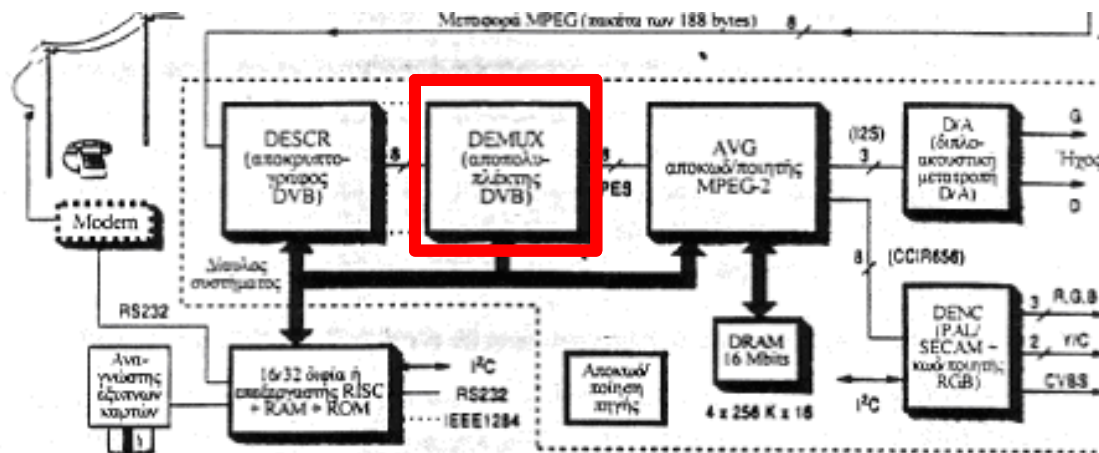 Μεταφορά MPEG (πακέτα των 188 bytes)
8
DESCR
(αποκρυπτο-
γράφος
DVB)
8
DEMUX
(αποπολυ-
πλέκτης
DVB)
8
PES
AVG
αποκωδ/ποιητής
MPEG-2
(I2S)
3
D/A
(διπλο-
ακουστική
μετατροπή
D/A)
G
Ήχος
D
Modem
Δίαυλος
συστήματος
8
(CCIR656)
RS232
Ανα-
γνώστης
έξυπνων
καρτών
16/32 διφία ή
επεξεργαστής RISC
+ RAM + ROM
I²C
RS232
IEEE1284
Αποκωδ/
ποίηση
πηγής
DRAM
16 Mbits
4 x 256 K x 16
DENC
(PAL/
SECAM +
κωδ/ποιητής
RGB)
I²C
3
R.G.B
2
Y/C
CVBS